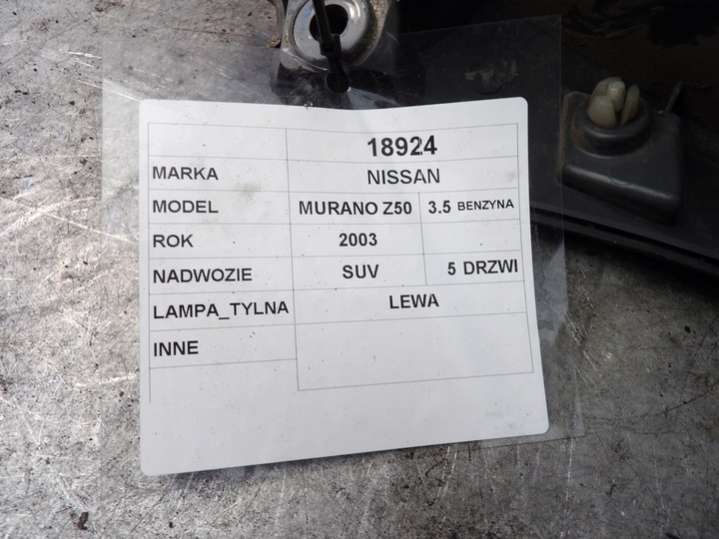 18924
MARKA NISSAN
MODEL MURANO Z50 3.5 BENZYNA
ROK 2003
NADWOZIE SUV 5 DRZWI
LAMPA_TYLNA LEWA
INNE